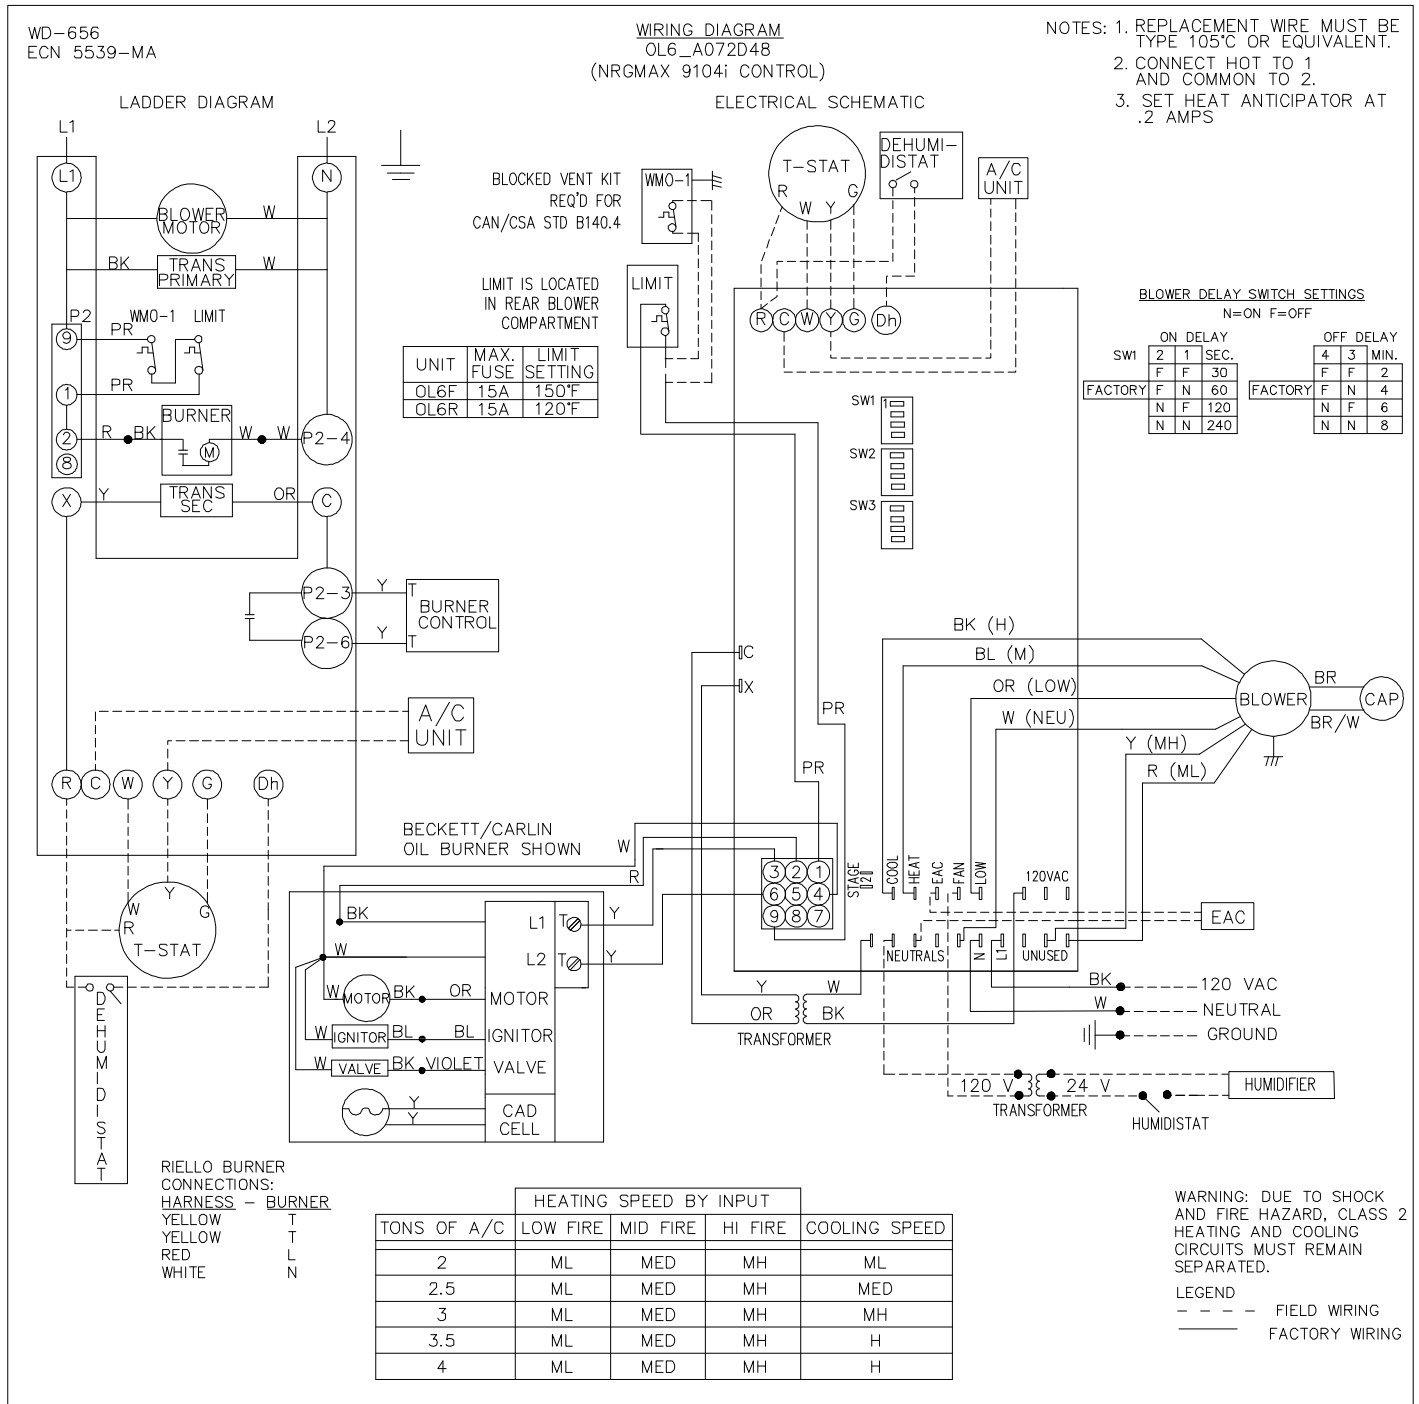 WD-656
ECN 5539-MA
WIRING DIAGRAM
OL6_A072D48
(NRGMAX 9104i CONTROL)
NOTES: 1. REPLACEMENT WIRE MUST BE
TYPE 105°C OR EQUIVALENT.
2. CONNECT HOT TO 1
AND COMMON TO 2.
3. SET HEAT ANTICIPATOR AT
.2 AMPS
LADDER DIAGRAM
L1
L2
L1
N
BLOWER
MOTOR
W
BK
TRANS
PRIMARY
W
P2
WMO-1
LIMIT
9
PR
1
PR
BURNER
2
R
BK
M
W
W
P2-4
8
X
Y
TRANS
SEC
OR
C
P2-3
Y
T
BURNER
CONTROL
P2-6
Y
T
A/C
UNIT
R
C
W
Y
G
Dh
Y
W
G
R
T-STAT
DEHUMIDISTAT
ELECTRICAL SCHEMATIC
BLOCKED VENT KIT
REQ'D FOR
CAN/CSA STD B140.4
WMO-1
LIMIT IS LOCATED
IN REAR BLOWER
COMPARTMENT
LIMIT
UNIT
MAX.
FUSE
LIMIT
SETTING
OL6F 15A 150°F
OL6R 15A 120°F
T-STAT
R
W
Y
G
DEHUMI-
DISTAT
A/C
UNIT
R
C
W
Y
G
Dh
BLOWER DELAY SWITCH SETTINGS
N=ON F=OFF
ON DELAY
SW1 2 1 SEC.
F F 30
FACTORY F N 60
N F 120
N N 240
OFF DELAY
4 3 MIN.
F F 2
FACTORY F N 4
N F 6
N N 8
SW1
1
SW2
SW3
C
X
PR
PR
BK (H)
BL (M)
OR (LOW)
W (NEU)
Y (MH)
R (ML)
BLOWER
BR
BR/W
CAP
BECKETT/CARLIN
OIL BURNER SHOWN
W
R
3 2 1
6 5 4
9 8 7
STAGE
2
COOL
HEAT
EAC
FAN
LOW
120VAC
NEUTRALS
N
L1
UNUSED
EAC
BK
120 VAC
W
NEUTRAL
GROUND
Y
OR
W
BK
TRANSFORMER
120 V
24 V
TRANSFORMER
HUMIDISTAT
HUMIDIFIER
BK
W
L1
T
Y
L2
T
Y
W
MOTOR
BK
OR
MOTOR
W
IGNITOR
BL
BL
IGNITOR
W
VALVE
BK
VIOLET
VALVE
Y
Y
CAD
CELL
RIELLO BURNER
CONNECTIONS:
HARNESS - BURNER
YELLOW T
YELLOW T
RED L
WHITE N
HEATING SPEED BY INPUT
TONS OF A/C LOW FIRE MID FIRE HI FIRE COOLING SPEED
2 ML MED MH ML
2.5 ML MED MH MED
3 ML MED MH MH
3.5 ML MED MH H
4 ML MED MH H
WARNING: DUE TO SHOCK
AND FIRE HAZARD, CLASS 2
HEATING AND COOLING
CIRCUITS MUST REMAIN
SEPARATED.
LEGEND
FIELD WIRING
FACTORY WIRING